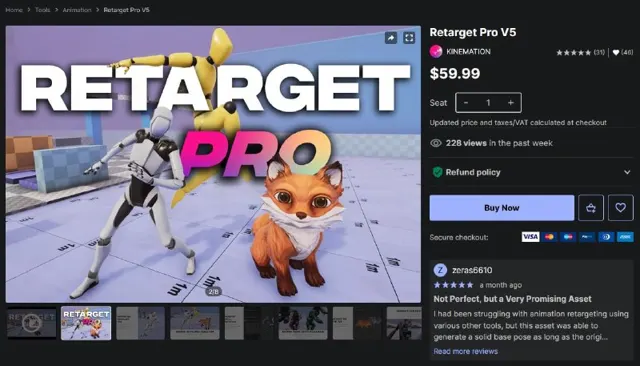 Home > Tools > Animation > Retarget Pro V5
RETARGET
PRO
1m
1m
1m
1m
2/8
RETARGET
PRO
Retarget Pro V5
KINEMATION
(31) | (46)
$59.99
Seat - 1 +
Updated price and taxes/VAT calculated at checkout
228 views in the past week
Refund policy
Buy Now
Secure checkout: VISA
Z zeras6610
a month ago
Not Perfect, but a Very Promising Asset
I had been struggling with animation retargeting using
various other tools, but this asset was able to
generate a solid base pose as long as the origi...
Read more reviews